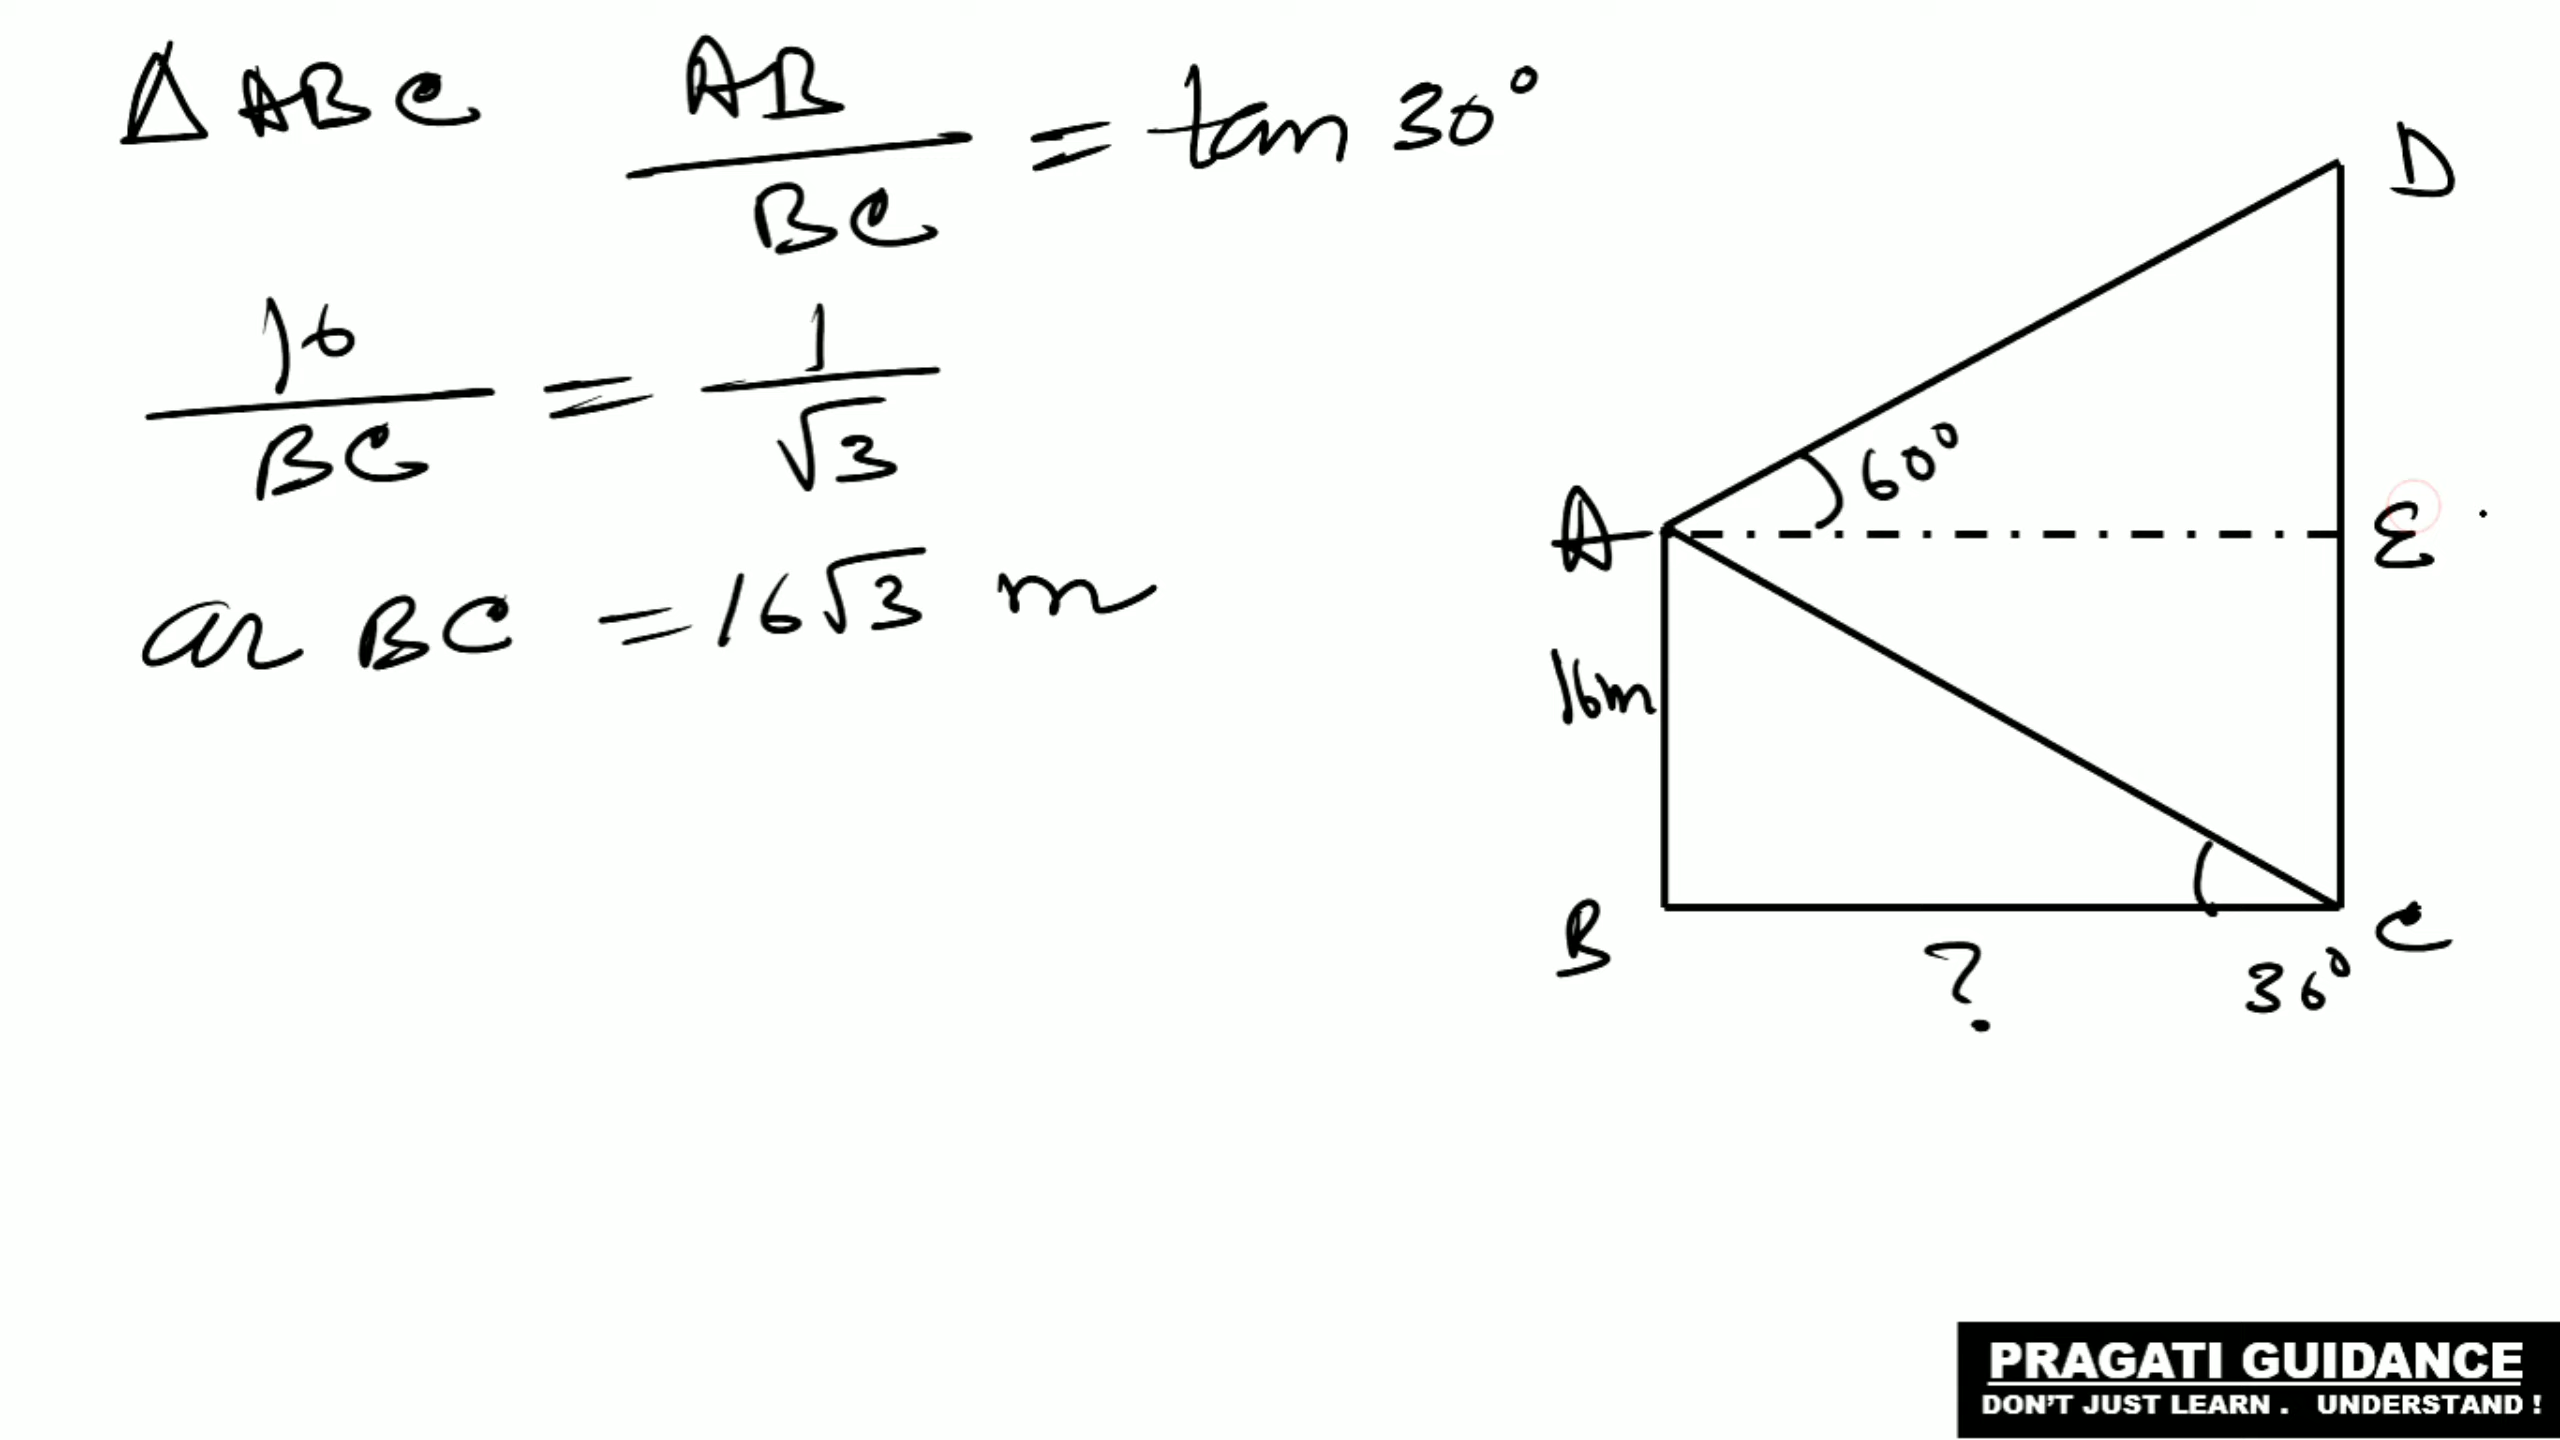 Δ ABC AB/BC = tan 30°
16/BC = 1/√3
or BC = 16√3 m
D
60°
A
E
16m
B
C
?
30°
PRAGATI GUIDANCE
DON'T JUST LEARN. UNDERSTAND!